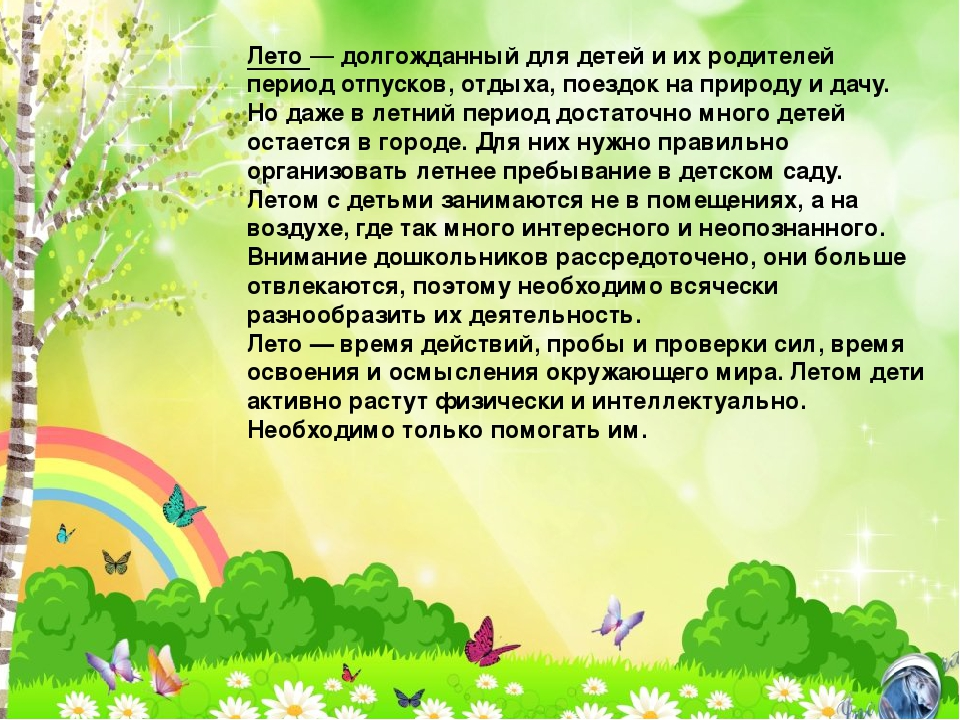 Лето — долгожданный для детей и их родителей
период отпусков, отдыха, поездок на природу и дачу.
Но даже в летний период достаточно много детей
остается в городе. Для них нужно правильно
организовать летнее пребывание в детском саду.
Летом с детьми занимаются не в помещениях, а на
воздухе, где так много интересного и неопознанного.
Внимание дошкольников рассредоточено, они больше
отвлекаются, поэтому необходимо всячески
разнообразить их деятельность.
Лето — время действий, пробы и проверки сил, время
освоения и осмысления окружающего мира. Летом дети
активно растут физически и интеллектуально.
Необходимо только помогать им.